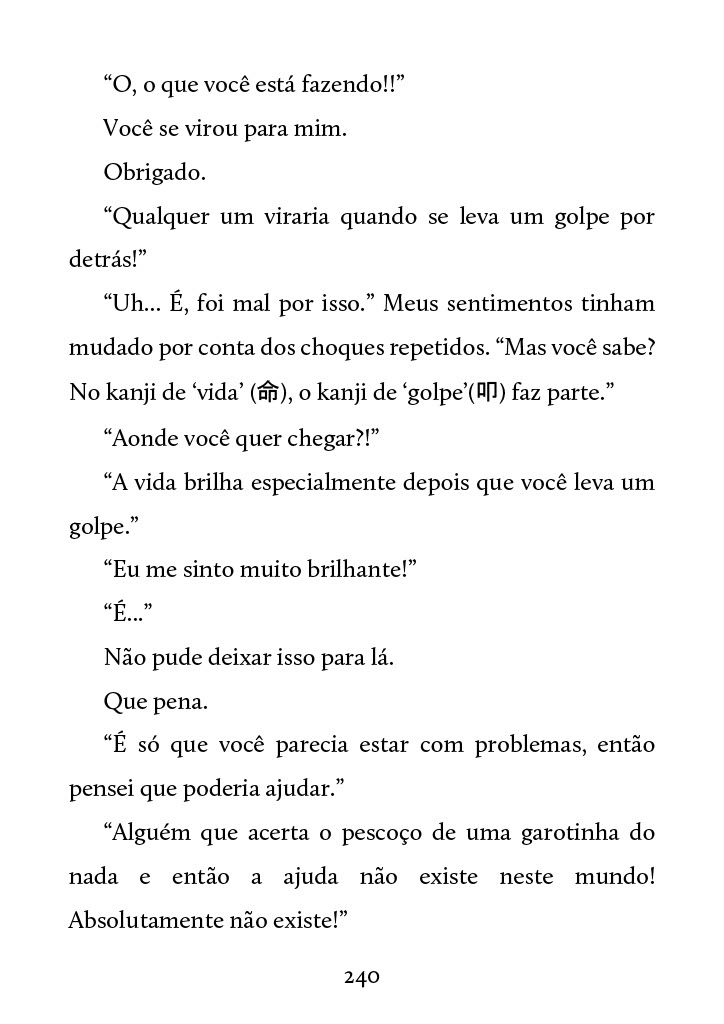 “O, o que você está fazendo!!”
Você se virou para mim.
Obrigado.
“Qualquer um viraria quando se leva um golpe por
detrás!”
“Uh... É, foi mal por isso.” Meus sentimentos tinham
mudado por conta dos choques repetidos. “Mas você sabe?
No kanji de ‘vida’ (命), o kanji de ‘golpe’(叩) faz parte.”
“Aonde você quer chegar?!”
“A vida brilha especialmente depois que você leva um
golpe.”
“Eu me sinto muito brilhante!”
“É...”
Não pude deixar isso para lá.
Que pena.
“É só que você parecia estar com problemas, então
pensei que poderia ajudar.”
“Alguém que acerta o pescoço de uma garotinha do
nada e então a ajuda não existe neste mundo!
Absolutamente não existe!”
240